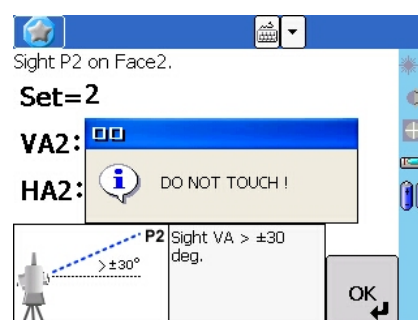 Sight P2 on Face2.
Set=2
VA2:
HA2:
DO NOT TOUCH !
P2
>±30°
Sight VA > ±30
deg.
OK